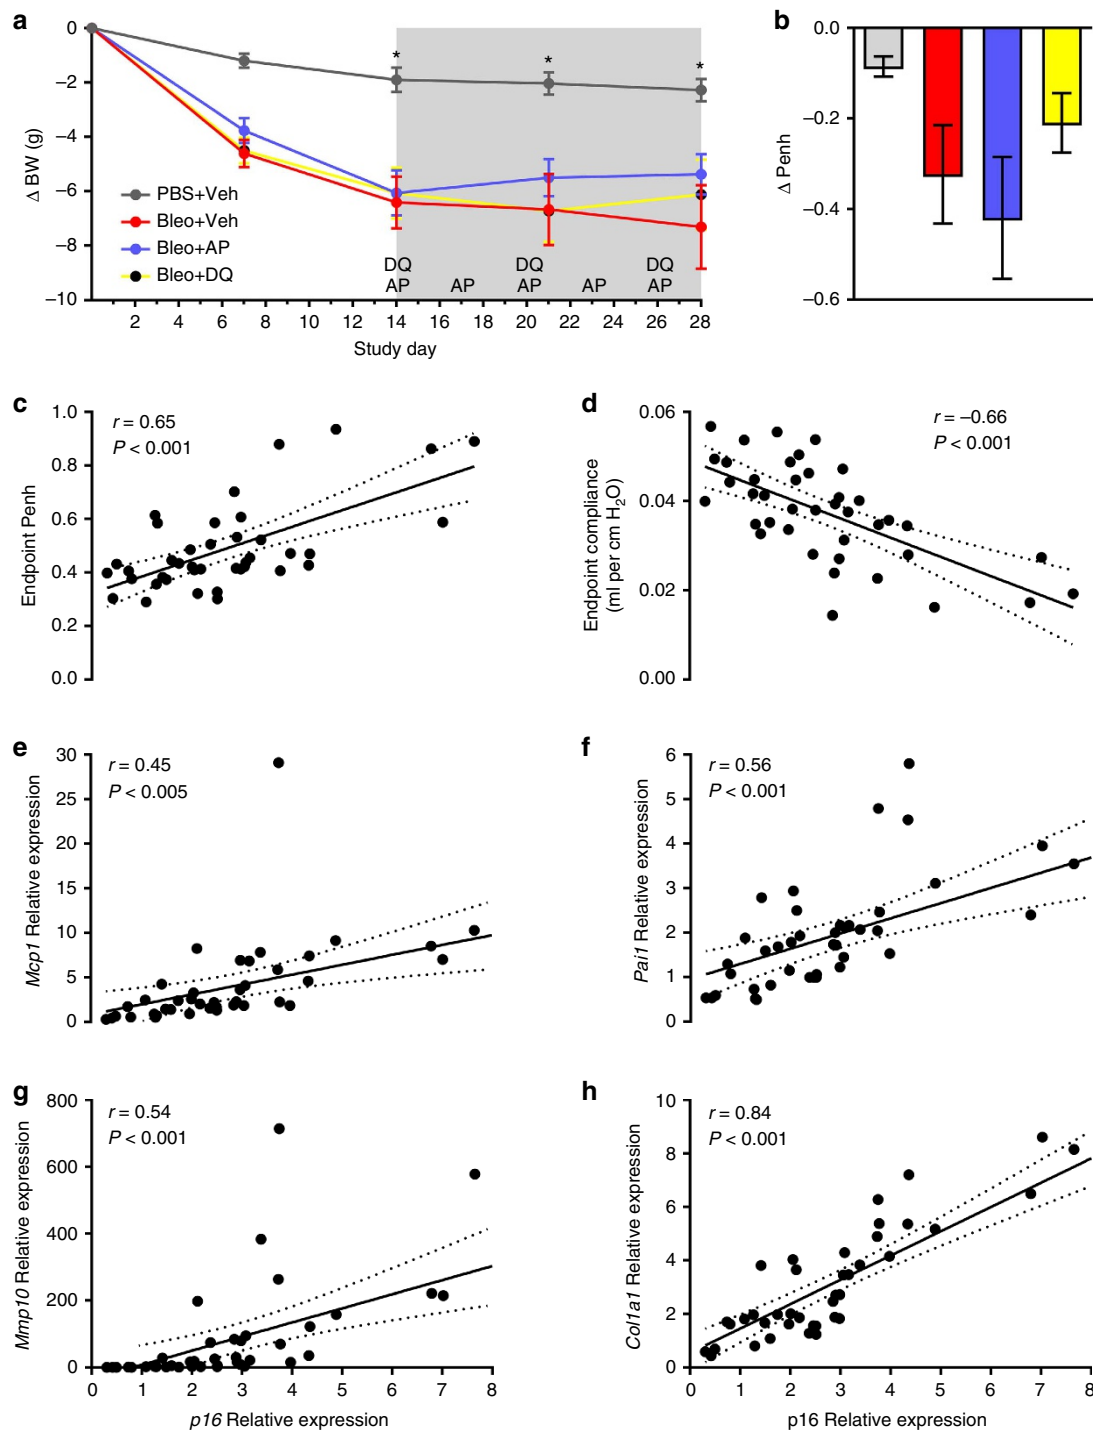 a
0
−2
−4
−6
−8
−10
Δ BW (g)
* * *
PBS+Veh
Bleo+Veh
Bleo+AP
Bleo+DQ
DQ DQ DQ
AP AP AP AP AP
2 4 6 8 10 12 14 16 18 20 22 24 26 28
Study day
b
0.0
−0.2
−0.4
−0.6
Δ Penh
c
1.0
0.8
0.6
0.4
0.2
0.0
Endpoint Penh
r = 0.65
P < 0.001
d
0.06
0.04
0.02
0.00
Endpoint compliance
(ml per cm H2O)
r = −0.66
P < 0.001
e
30
25
20
15
10
5
0
Mcp1 Relative expression
r = 0.45
P < 0.005
f
6
5
4
3
2
1
0
Pai1 Relative expression
r = 0.56
P < 0.001
g
800
600
400
200
0
Mmp10 Relative expression
r = 0.54
P < 0.001
0 1 2 3 4 5 6 7 8
p16 Relative expression
h
10
8
6
4
2
0
Col1a1 Relative expression
r = 0.84
P < 0.001
0 1 2 3 4 5 6 7 8
p16 Relative expression